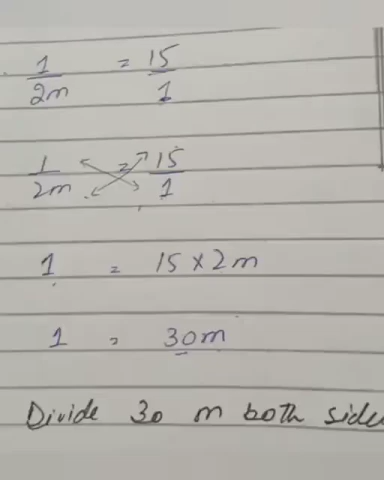 1/2m = 15/1
1/2m = 15/1
1 = 15 × 2m
1 = 30m
Divide 30 m both side